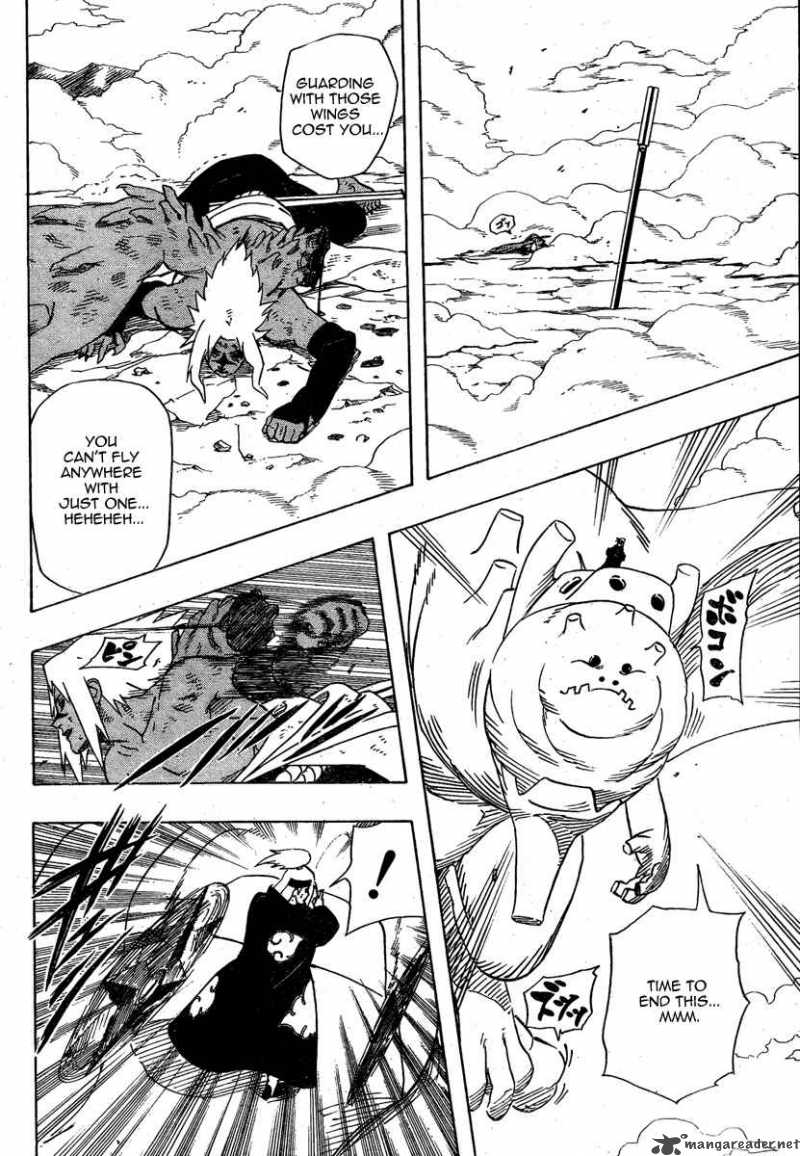 GUARDING
WITH THOSE
WINGS
COST YOU...
YOU
CAN'T FLY
ANYWHERE
WITH
JUST ONE...
HEHEHEH...
TIME TO
END THIS...
MMM.
!
mangareader.net